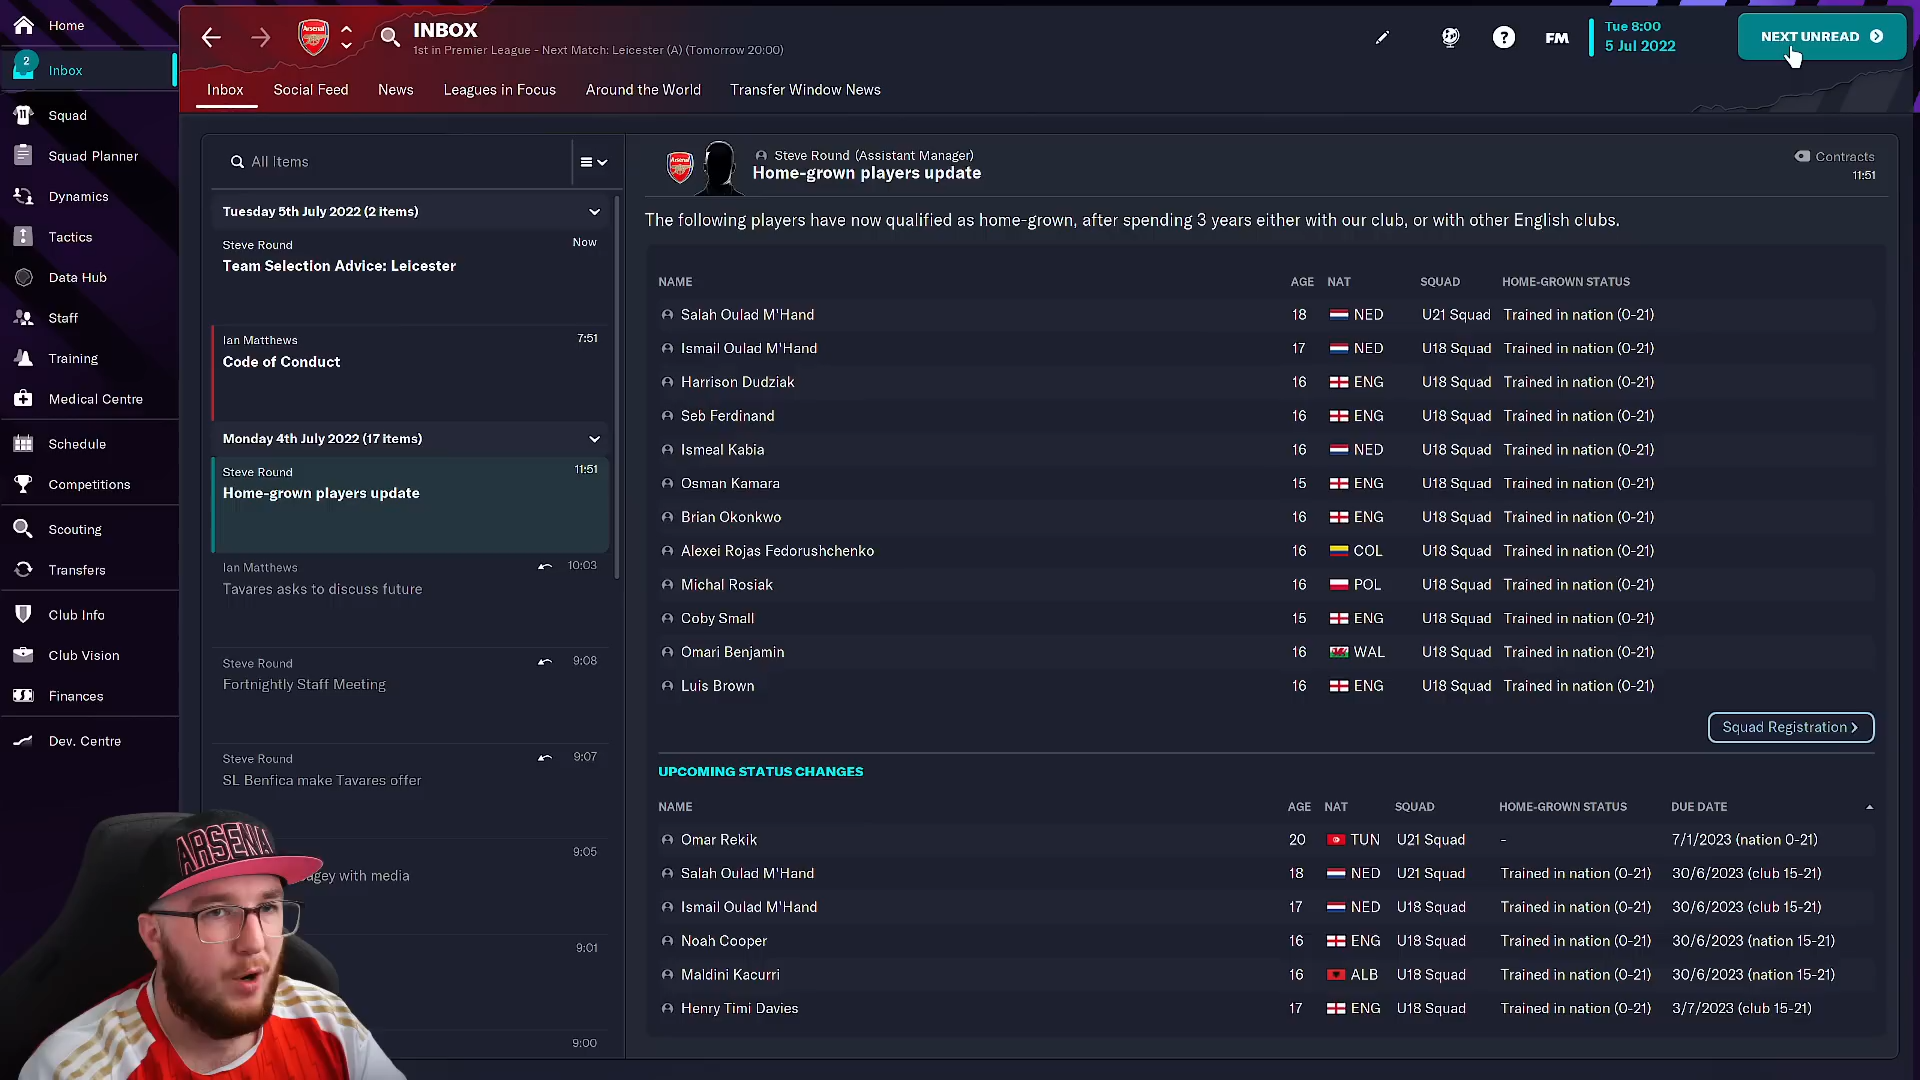 Home
2
Inbox
Squad
Squad Planner
Dynamics
Tactics
Data Hub
Staff
Training
Medical Centre
Schedule
Competitions
Scouting
Transfers
Club Info
Club Vision
Finances
Dev. Centre
Arsenal
INBOX
1st in Premier League - Next Match: Leicester (A) (Tomorrow 20:00)
FM
Tue 8:00
5 Jul 2022
NEXT UNREAD
Inbox Social Feed News Leagues in Focus Around the World Transfer Window News
All Items
Tuesday 5th July 2022 (2 items)
Steve Round Now
Team Selection Advice: Leicester
Ian Matthews 7:51
Code of Conduct
Monday 4th July 2022 (17 items)
Steve Round 11:51
Home-grown players update
Ian Matthews 10:03
Tavares asks to discuss future
Steve Round 9:08
Fortnightly Staff Meeting
Steve Round 9:07
SL Benfica make Tavares offer
9:05
with media
9:01
9:00
ARSENAL
Arsenal
Steve Round (Assistant Manager)
Home-grown players update
Contracts
11:51
The following players have now qualified as home-grown, after spending 3 years either with our club, or with other English clubs.
NAME AGE NAT SQUAD HOME-GROWN STATUS
Salah Oulad M'Hand 18 NED U21 Squad Trained in nation (0-21)
Ismail Oulad M'Hand 17 NED U18 Squad Trained in nation (0-21)
Harrison Dudziak 16 ENG U18 Squad Trained in nation (0-21)
Seb Ferdinand 16 ENG U18 Squad Trained in nation (0-21)
Ismeal Kabia 16 NED U18 Squad Trained in nation (0-21)
Osman Kamara 15 ENG U18 Squad Trained in nation (0-21)
Brian Okonkwo 16 ENG U18 Squad Trained in nation (0-21)
Alexei Rojas Fedorushchenko 16 COL U18 Squad Trained in nation (0-21)
Michal Rosiak 16 POL U18 Squad Trained in nation (0-21)
Coby Small 15 ENG U18 Squad Trained in nation (0-21)
Omari Benjamin 16 WAL U18 Squad Trained in nation (0-21)
Luis Brown 16 ENG U18 Squad Trained in nation (0-21)
Squad Registration >
UPCOMING STATUS CHANGES
NAME AGE NAT SQUAD HOME-GROWN STATUS DUE DATE
Omar Rekik 20 TUN U21 Squad - 7/1/2023 (nation 0-21)
Salah Oulad M'Hand 18 NED U21 Squad Trained in nation (0-21) 30/6/2023 (club 15-21)
Ismail Oulad M'Hand 17 NED U18 Squad Trained in nation (0-21) 30/6/2023 (club 15-21)
Noah Cooper 16 ENG U18 Squad Trained in nation (0-21) 30/6/2023 (nation 15-21)
Maldini Kacurri 16 ALB U18 Squad Trained in nation (0-21) 30/6/2023 (nation 15-21)
Henry Timi Davies 17 ENG U18 Squad Trained in nation (0-21) 3/7/2023 (club 15-21)